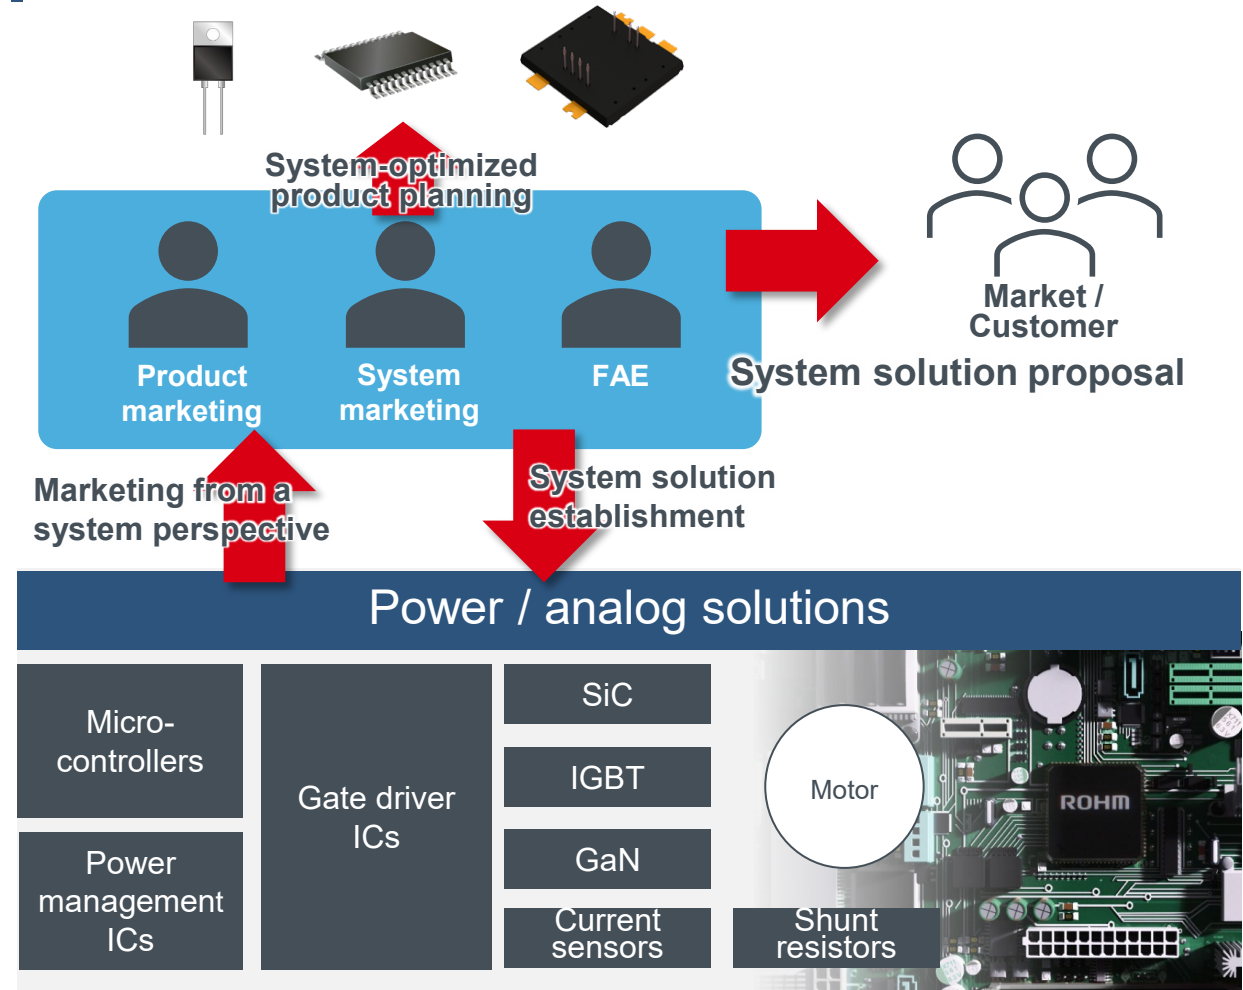 System-optimized
product planning
Product
marketing
System
marketing
FAE
Market /
Customer
System solution proposal
Marketing from a
system perspective
System solution
establishment
Power / analog solutions
Micro-
controllers
Power
management
ICs
Gate driver
ICs
SiC
IGBT
GaN
Current
sensors
Motor
Shunt
resistors
ROHM